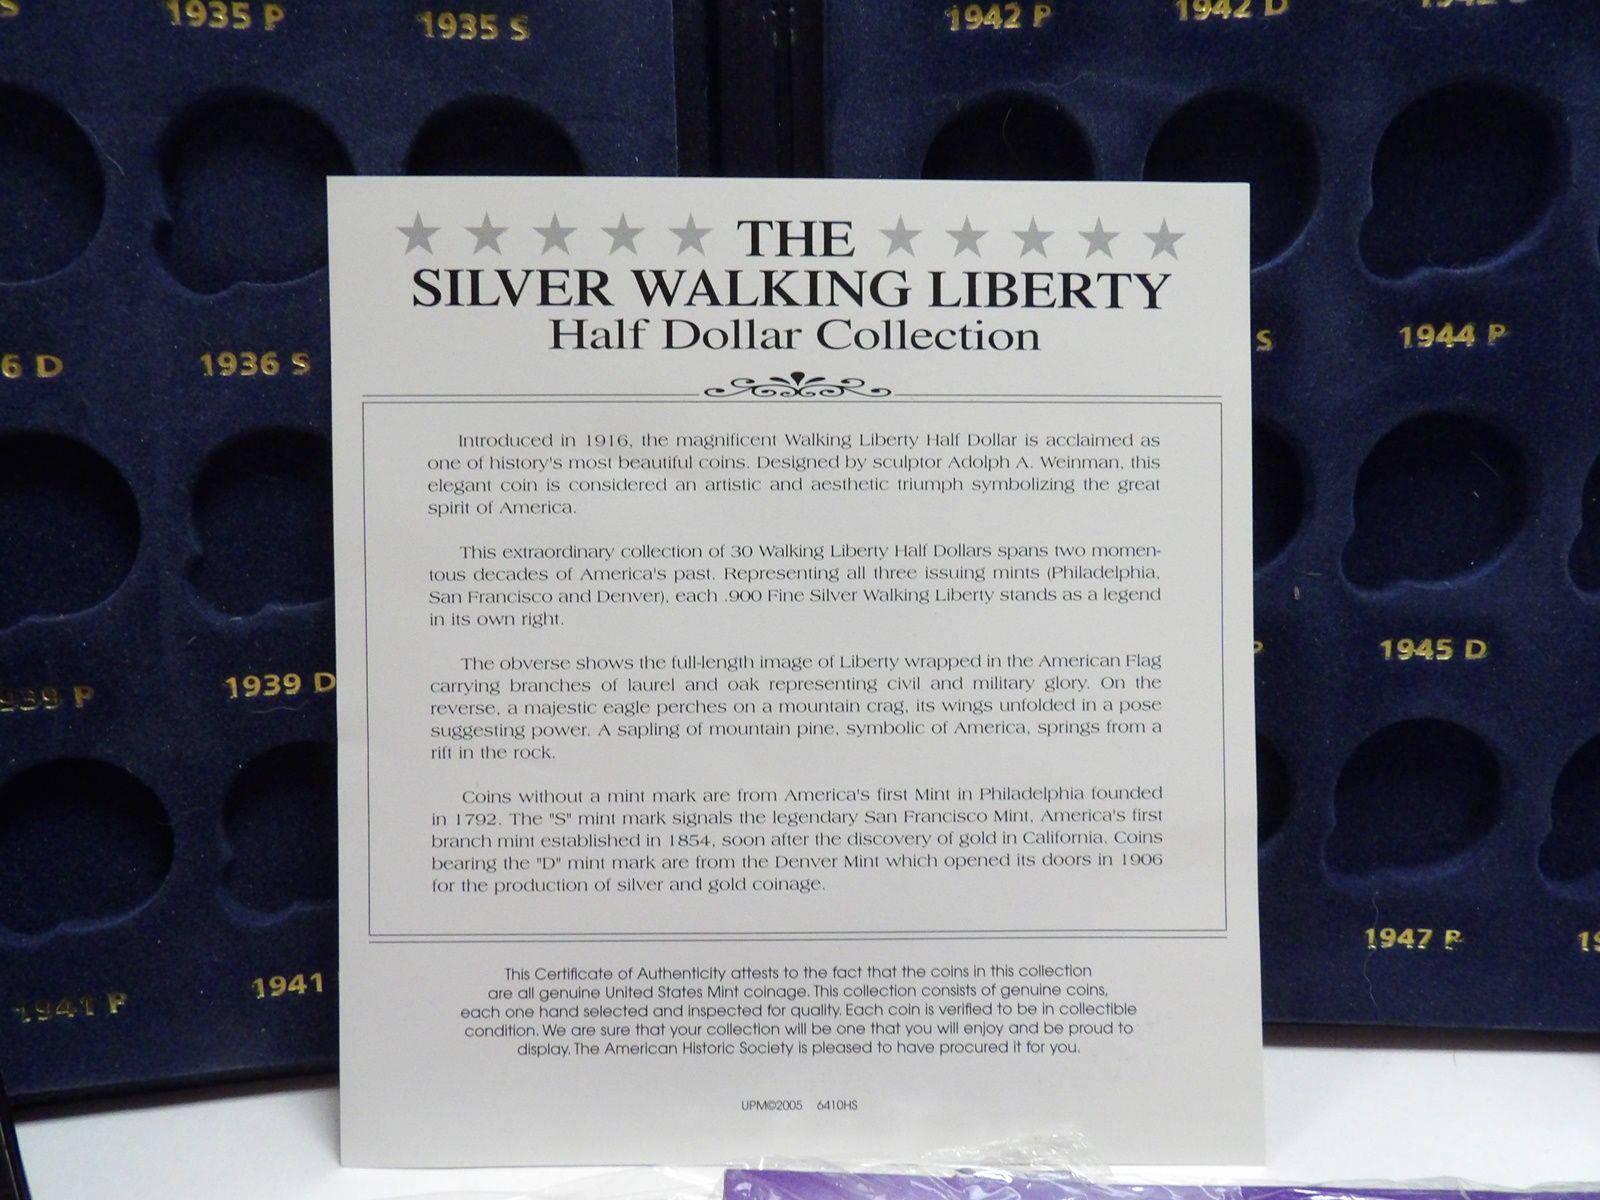 1935 P
1935 S
1942 P
1942 D
6 D
1936 S
S
1944 P
39 P
1939 D
P
1945 D
1941 P
1941
1947 P
THE
SILVER WALKING LIBERTY
Half Dollar Collection
Introduced in 1916, the magnificent Walking Liberty Half Dollar is acclaimed as
one of history's most beautiful coins. Designed by sculptor Adolph A. Weinman, this
elegant coin is considered an artistic and aesthetic triumph symbolizing the great
spirit of America.
This extraordinary collection of 30 Walking Liberty Half Dollars spans two momen-
tous decades of America's past. Representing all three issuing mints (Philadelphia,
San Francisco and Denver), each .900 Fine Silver Walking Liberty stands as a legend
in its own right.
The obverse shows the full-length image of Liberty wrapped in the American Flag
carrying branches of laurel and oak representing civil and military glory. On the
reverse, a majestic eagle perches on a mountain crag, its wings unfolded in a pose
suggesting power. A sapling of mountain pine, symbolic of America, springs from a
rift in the rock.
Coins without a mint mark are from America's first Mint in Philadelphia founded
in 1792. The "S" mint mark signals the legendary San Francisco Mint, America's first
branch mint established in 1854, soon after the discovery of gold in California. Coins
bearing the "D" mint mark are from the Denver Mint which opened its doors in 1906
for the production of silver and gold coinage.
This Certificate of Authenticity attests to the fact that the coins in this collection
are all genuine United States Mint coinage. This collection consists of genuine coins,
each one hand selected and inspected for quality. Each coin is verified to be in collectible
condition. We are sure that your collection will be one that you will enjoy and be proud to
display. The American Historic Society is pleased to have procured it for you.
UPM©2005 6410HS